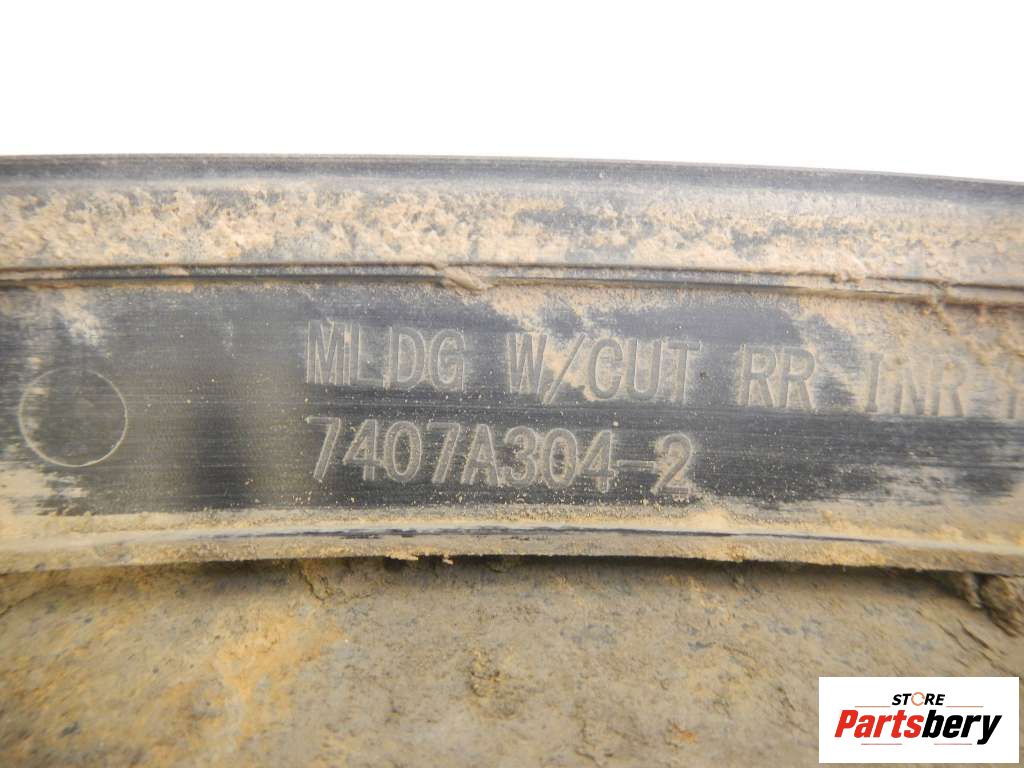 MLDG W/CUT RR INR
7407A304-2
STORE
Partsbery